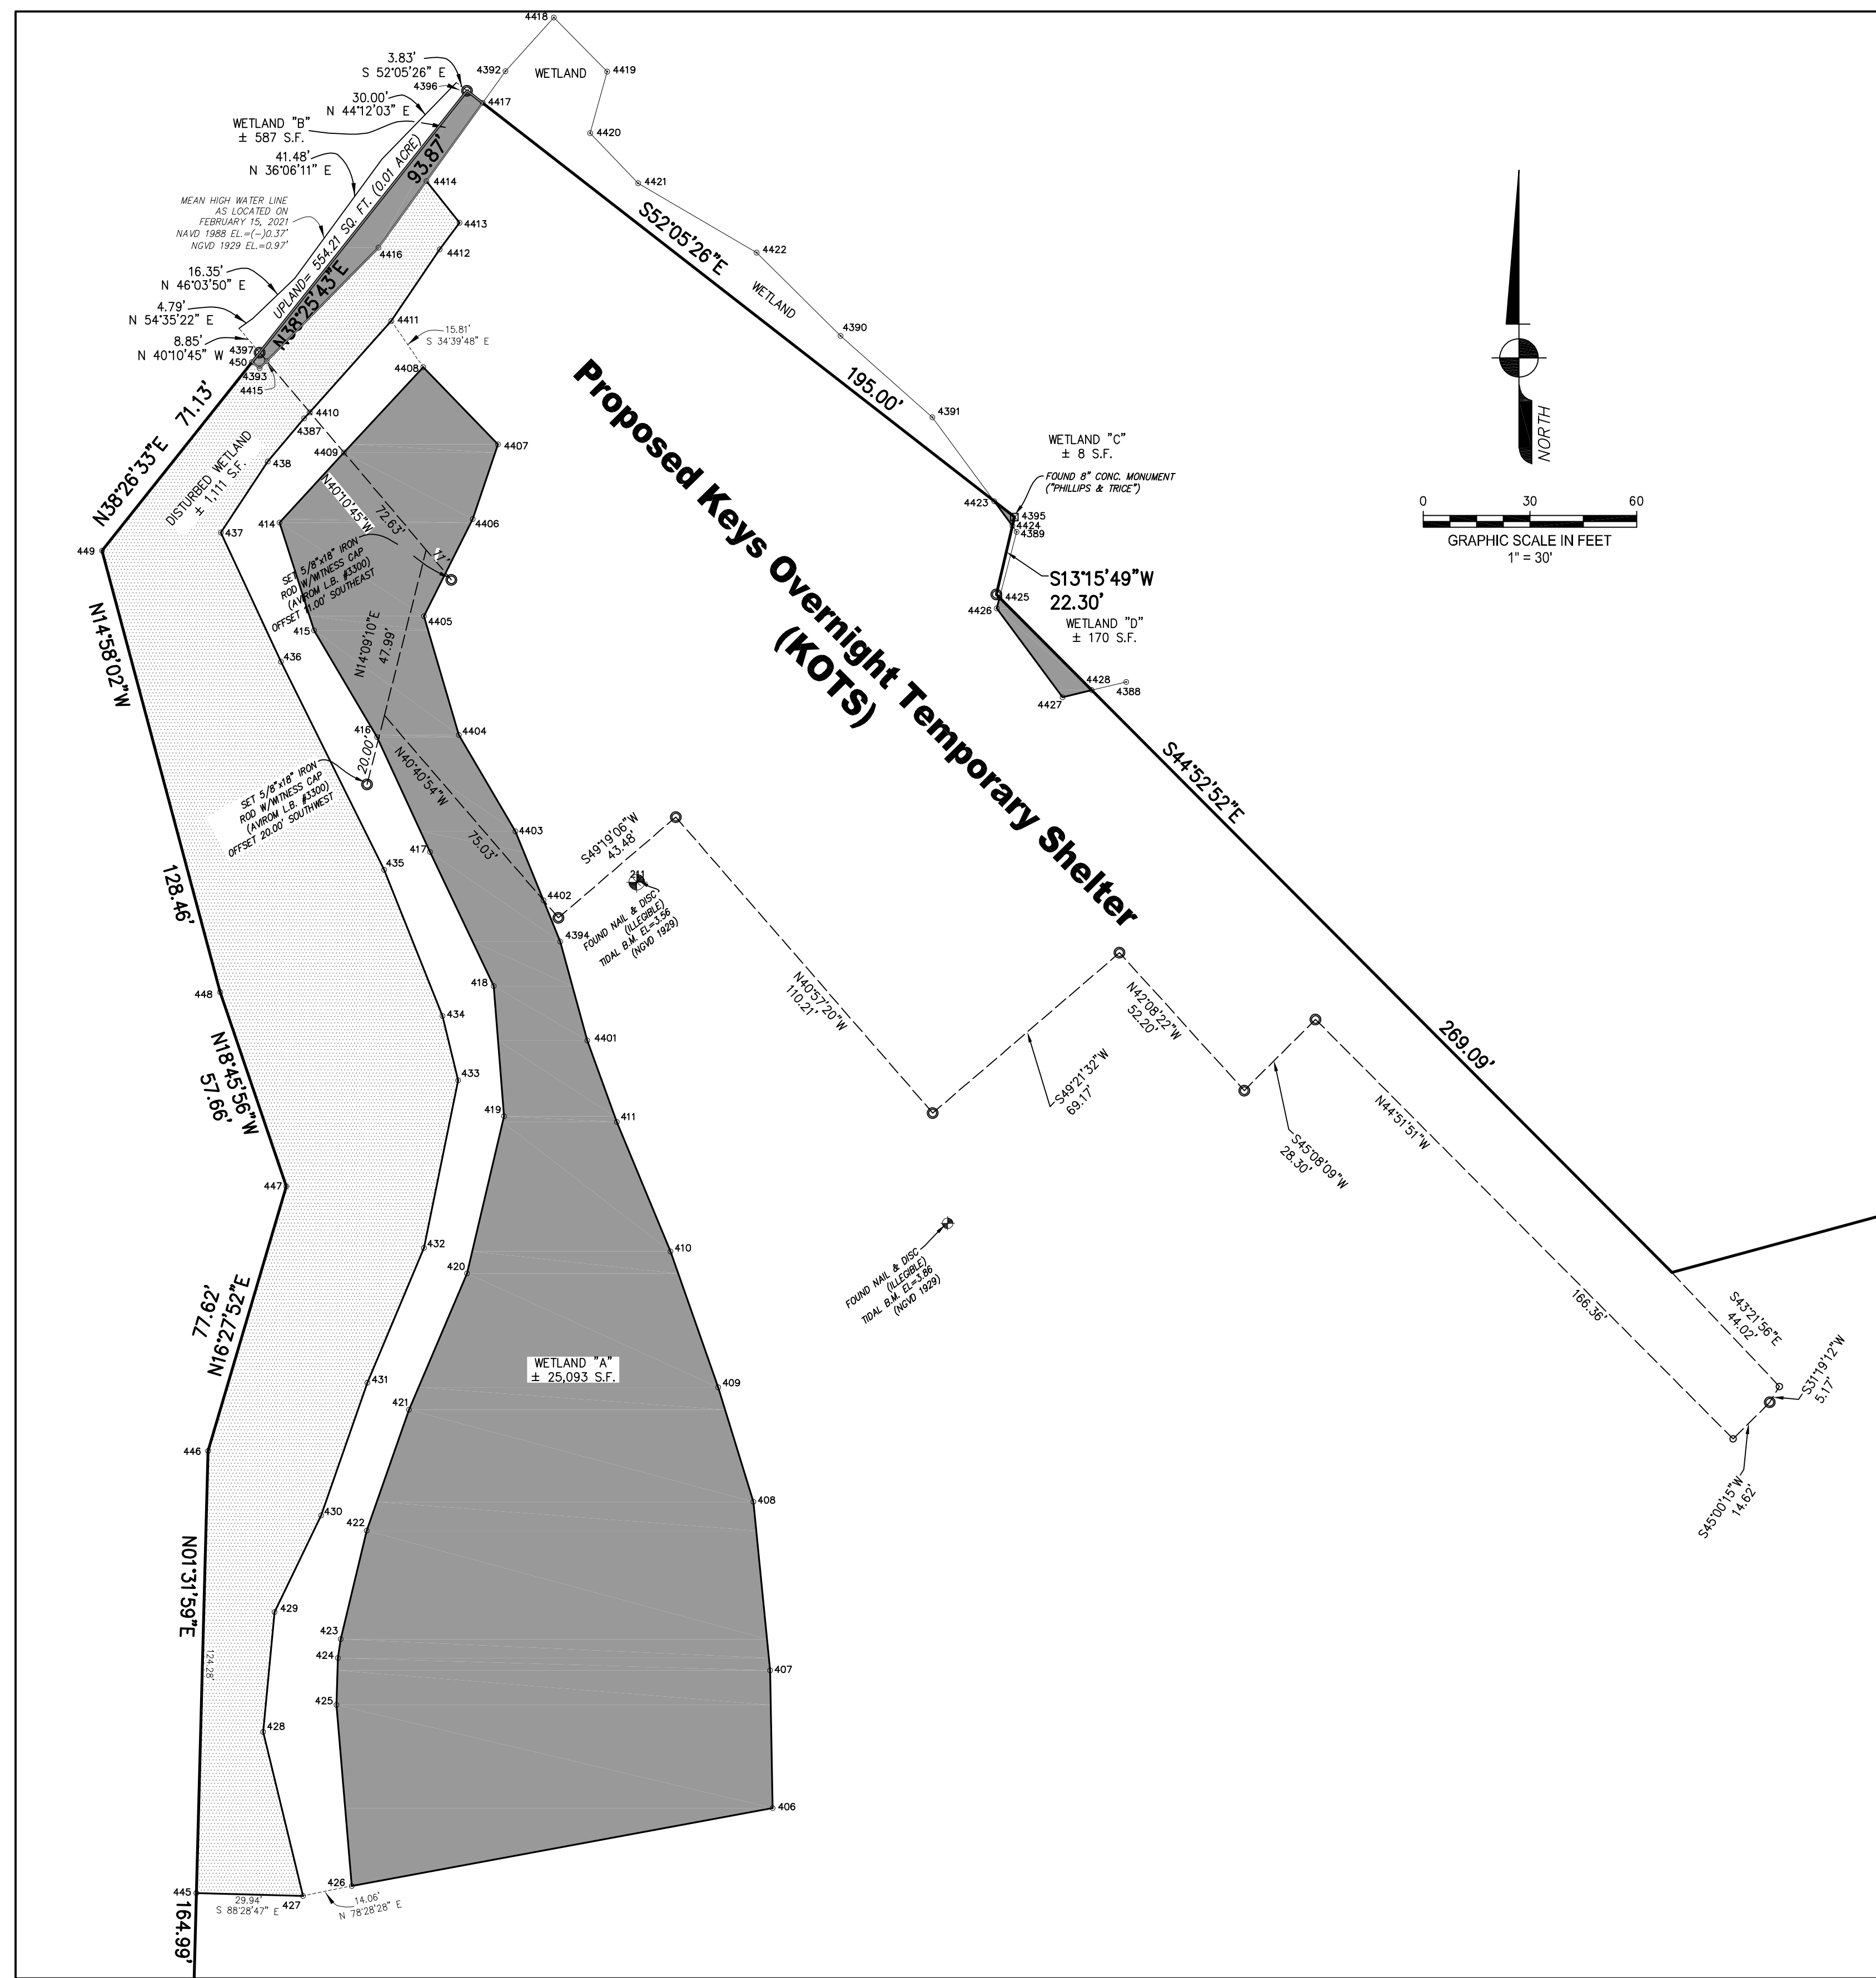 4418
3.83'
S 52°05'26" E
4392
WETLAND
4419
4396
30.00'
N 44°12'03" E
4417
WETLAND "B"
± 587 S.F.
4420
41.48'
N 36°06'11" E
93.87'
4414
4421
UPLAND= 554.21 SQ. FT. (0.01 ACRE)
MEAN HIGH WATER LINE
AS LOCATED ON
FEBRUARY 15, 2021
NAVD 1988 EL.=(-)0.37'
NGVD 1929 EL.=0.97'
4413
4412
4416
4422
S52°05'26"E
WETLAND
16.35'
N 46°03'50" E
N38°25'43"E
4.79'
N 54°35'22" E
4411
15.81'
S 34°39'48" E
4390
8.85'
N 40°10'45" W
4397
450
4393
4415
4408
195.00'
71.13'
N38°26'33"E
4410
4387
4391
4407
WETLAND "C"
± 8 S.F.
FOUND 8" CONC. MONUMENT
("PHILLIPS & TRICE")
NORTH
4409
438
DISTURBED WETLAND
± 1,111 S.F.
N40°10'45"W
72.63'
11'
4423
4395
4424
4389
0 30 60
GRAPHIC SCALE IN FEET
1" = 30'
414
4406
437
449
SET 5/8"x18" IRON
ROD W/WITNESS CAP
(AVIROM L.B. #3300)
OFFSET 11.00' SOUTHEAST
S13°15'49"W
22.30'
4425
4426
WETLAND "D"
± 170 S.F.
4405
415
N14°09'10"E
47.99'
436
4428
4388
4427
N14°58'02"W
128.46'
Proposed Keys Overnight Temporary Shelter
(KOTS)
416
4404
20.00'
N40°40'54"W
75.03'
SET 5/8"x18" IRON
ROD W/WITNESS CAP
(AVIROM L.B. #3300)
OFFSET 20.00' SOUTHWEST
S44°52'52"E
269.09'
4403
417
435
S49°19'06"W
43.48'
211
FOUND NAIL & DISC
(ILLEGIBLE)
TIDAL B.M. EL=3.56
(NGVD 1929)
4402
4394
N40°57'20"W
110.21'
N42°08'22"W
52.20'
418
448
434
4401
N18°45'56"W
57.66'
433
S49°21'32"W
69.17'
419
411
S45°08'09"W
28.30'
N44°51'51"W
166.36'
447
432
410
420
FOUND NAIL & DISC
(ILLEGIBLE)
TIDAL B.M. EL=3.86
(NGVD 1929)
77.62'
N16°27'52"E
S43°21'56"E
44.02'
WETLAND "A"
± 25,093 S.F.
S31°19'12"W
5.17'
431
409
421
446
S45°00'15"W
14.62'
408
430
422
N01°31'59"E
429
423
424
407
124.28'
425
428
406
426
445
427
29.94'
S 88°28'47" E
14.06'
N 78°28'28" E
164.99'